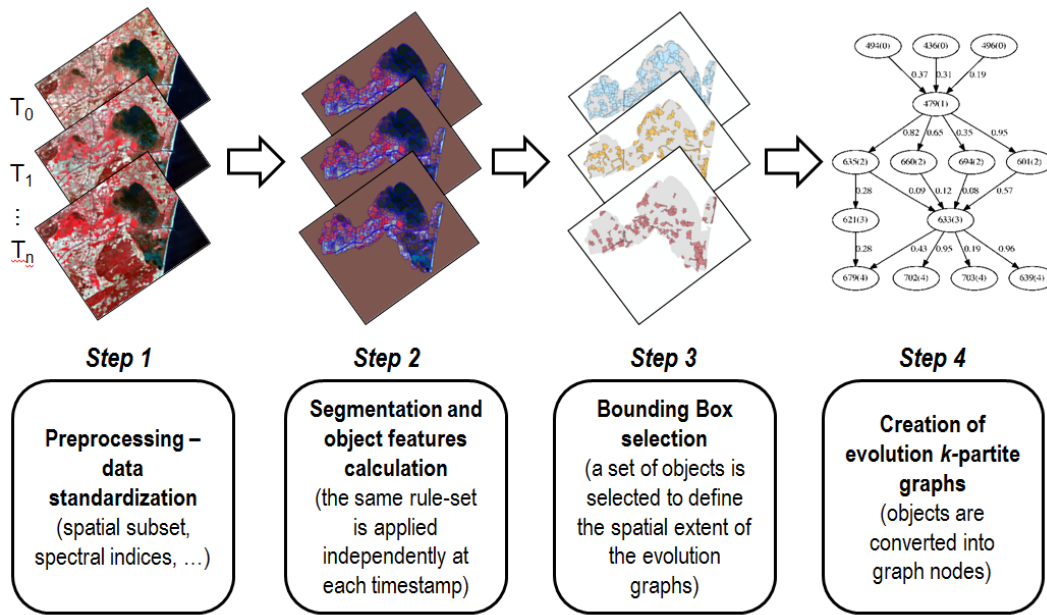 T0
T1
⋮
Tn
494(0) 436(0) 496(0)
0.37 0.31 0.19
479(1)
0.82 0.65 0.35 0.95
635(2) 660(2) 694(2) 601(2)
0.28 0.09 0.12 0.08 0.57
621(3) 633(3)
0.28 0.43 0.95 0.19 0.96
679(4) 702(4) 703(4) 639(4)
Step 1
Preprocessing –
data
standardization
(spatial subset,
spectral indices, …)
Step 2
Segmentation and
object features
calculation
(the same rule-set
is applied
independently at
each timestamp)
Step 3
Bounding Box
selection
(a set of objects is
selected to define
the spatial extent of
the evolution
graphs)
Step 4
Creation of
evolution k-partite
graphs
(objects are
converted into
graph nodes)